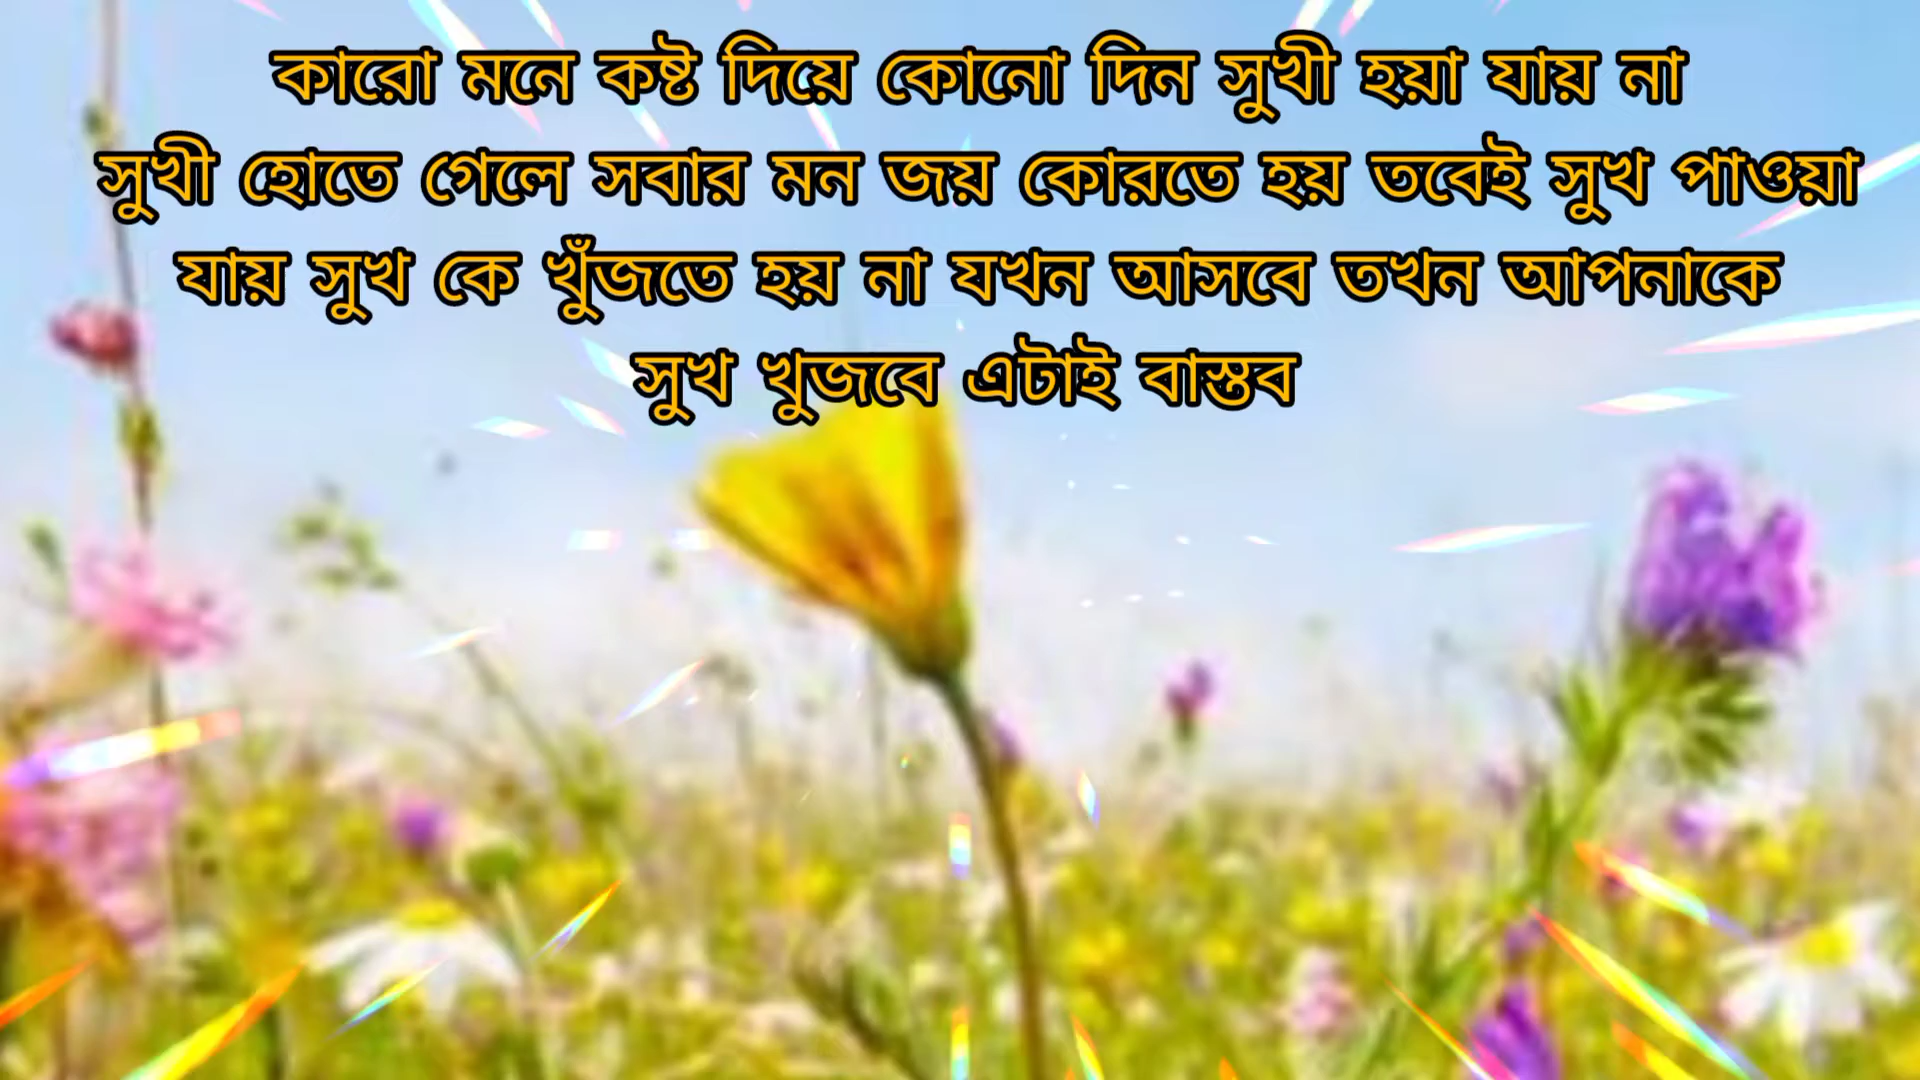 কারো মনে কষ্ট দিয়ে কোনো দিন সুখী হয়া যায় না
সুখী হোতে গেলে সবার মন জয় কোরতে হয় তবেই সুখ পাওয়া
যায় সুখ কে খুঁজতে হয় না যখন আসবে তখন আপনাকে
সুখ খুজবে এটাই বাস্তব